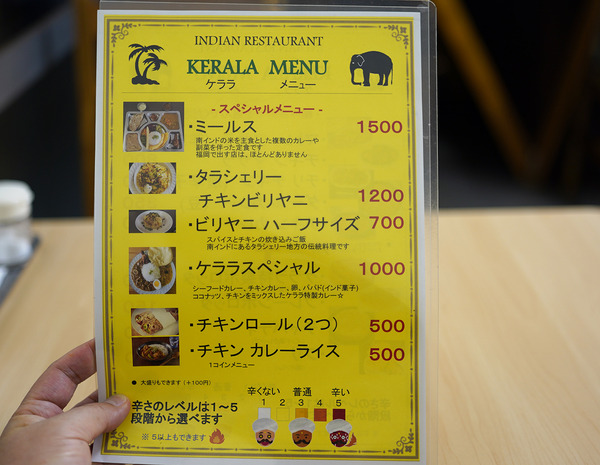 INDIAN RESTAURANT
KERALA MENU
ケララ メニュー
- スペシャルメニュー -
・ミールス 1500
南インドの米を主食とした複数のカレーや
副菜を伴った定食です
福岡で出す店は、ほとんどありません
・タラシェリー
チキンビリヤニ 1200
・ビリヤニ ハーフサイズ 700
スパイスとチキンの炊き込みご飯
南インドにあるタラシェリー地方の伝統料理です
・ケララスペシャル 1000
シーフードカレー、チキンカレー、卵、パパド(インド菓子)
ココナッツ、チキンをミックスしたケララ特製カレー☆
・チキンロール(2つ) 500
・チキン カレーライス 500
1コインメニュー
● 大盛りもできます (+100円)
辛さのレベルは1～5
段階から選べます
※ 5以上もできます
辛くない 普通 辛い
1 2 3 4 5